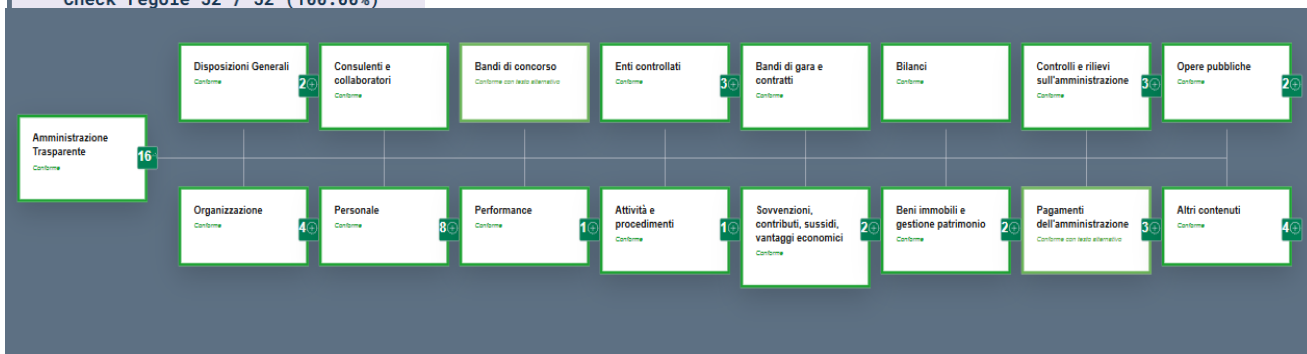 Check regole 52 / 52 (100.00%)
Disposizioni Generali
Conforme
2
Consulenti e
collaboratori
Conforme
Bandi di concorso
Conforme con testo alternativo
Enti controllati
Conforme
3
Bandi di gara e
contratti
Conforme
Bilanci
Conforme
Controlli e rilievi
sull'amministrazione
Conforme
3
Opere pubbliche
Conforme
2
Amministrazione
Trasparente
Conforme
16
Organizzazione
Conforme
4
Personale
Conforme
8
Performance
Conforme
1
Attività e
procedimenti
Conforme
1
Sovvenzioni,
contributi, sussidi,
vantaggi economici
Conforme
2
Beni immobili e
gestione patrimonio
Conforme
2
Pagamenti
dell'amministrazione
Conforme con testo alternativo
3
Altri contenuti
Conforme
4